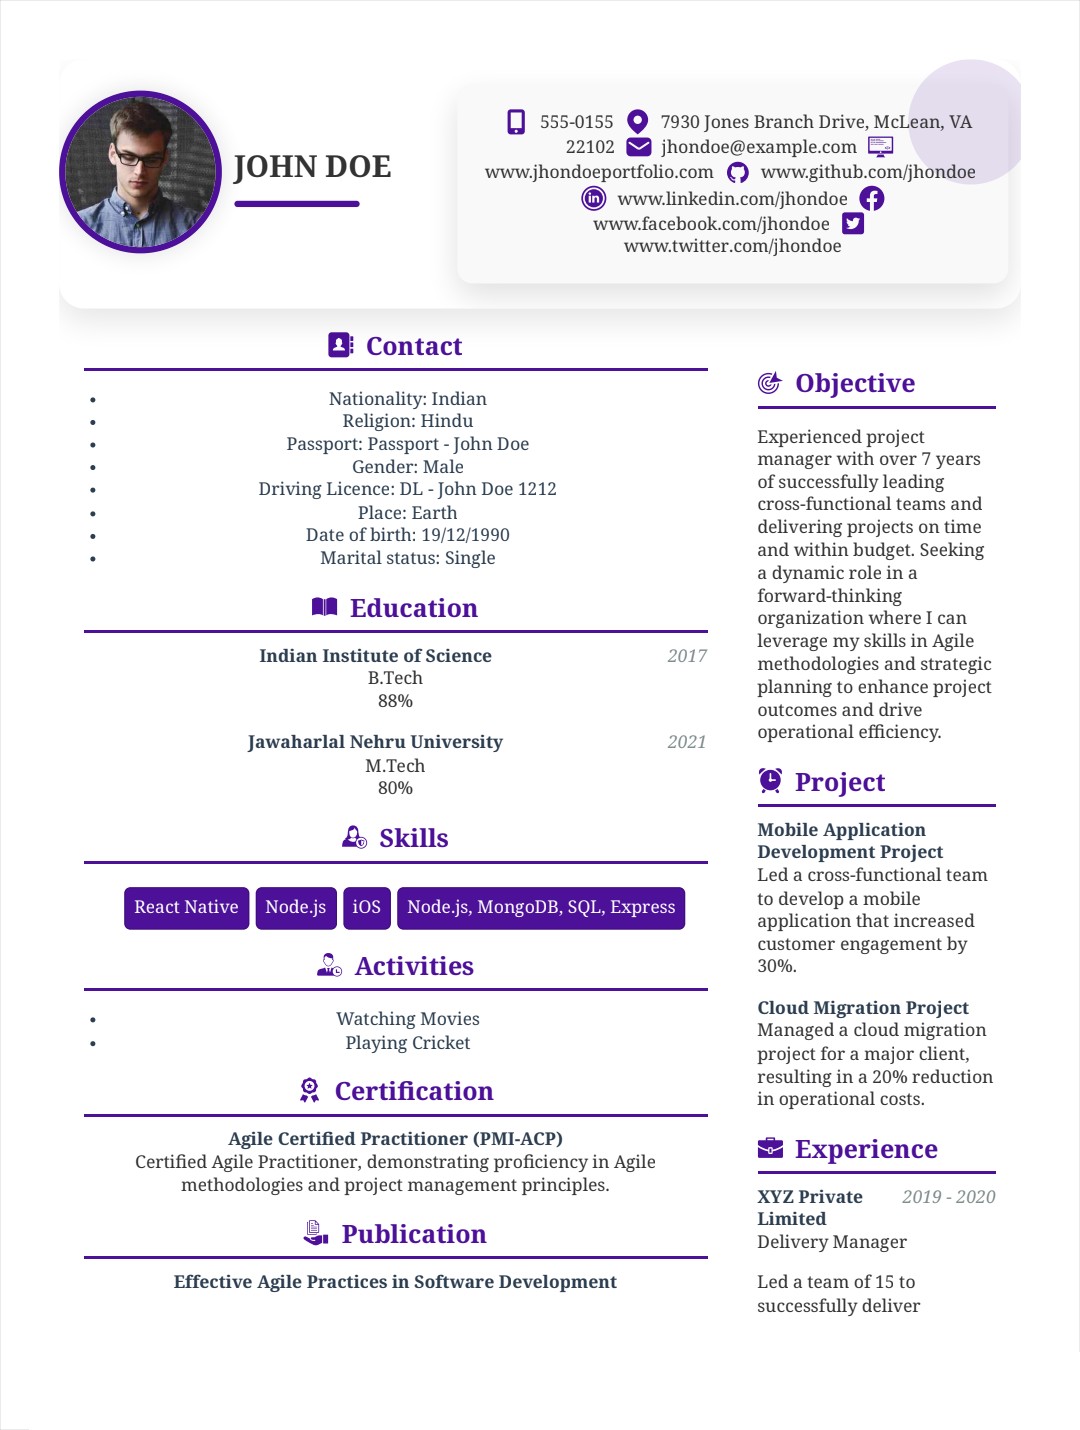 JOHN DOE
555-0155 7930 Jones Branch Drive, McLean, VA
22102 jhondoe@example.com
www.jhondoeportfolio.com www.github.com/jhondoe
www.linkedin.com/jhondoe
www.facebook.com/jhondoe
www.twitter.com/jhondoe
Contact
• Nationality: Indian
• Religion: Hindu
• Passport: Passport - John Doe
• Gender: Male
• Driving Licence: DL - John Doe 1212
• Place: Earth
• Date of birth: 19/12/1990
• Marital status: Single
Education
Indian Institute of Science 2017
B.Tech
88%
Jawaharlal Nehru University 2021
M.Tech
80%
Skills
React Native Node.js iOS Node.js, MongoDB, SQL, Express
Activities
• Watching Movies
• Playing Cricket
Certification
Agile Certified Practitioner (PMI-ACP)
Certified Agile Practitioner, demonstrating proficiency in Agile
methodologies and project management principles.
Publication
Effective Agile Practices in Software Development
Objective
Experienced project
manager with over 7 years
of successfully leading
cross-functional teams and
delivering projects on time
and within budget. Seeking
a dynamic role in a
forward-thinking
organization where I can
leverage my skills in Agile
methodologies and strategic
planning to enhance project
outcomes and drive
operational efficiency.
Project
Mobile Application
Development Project
Led a cross-functional team
to develop a mobile
application that increased
customer engagement by
30%.
Cloud Migration Project
Managed a cloud migration
project for a major client,
resulting in a 20% reduction
in operational costs.
Experience
XYZ Private 2019 - 2020
Limited
Delivery Manager
Led a team of 15 to
successfully deliver